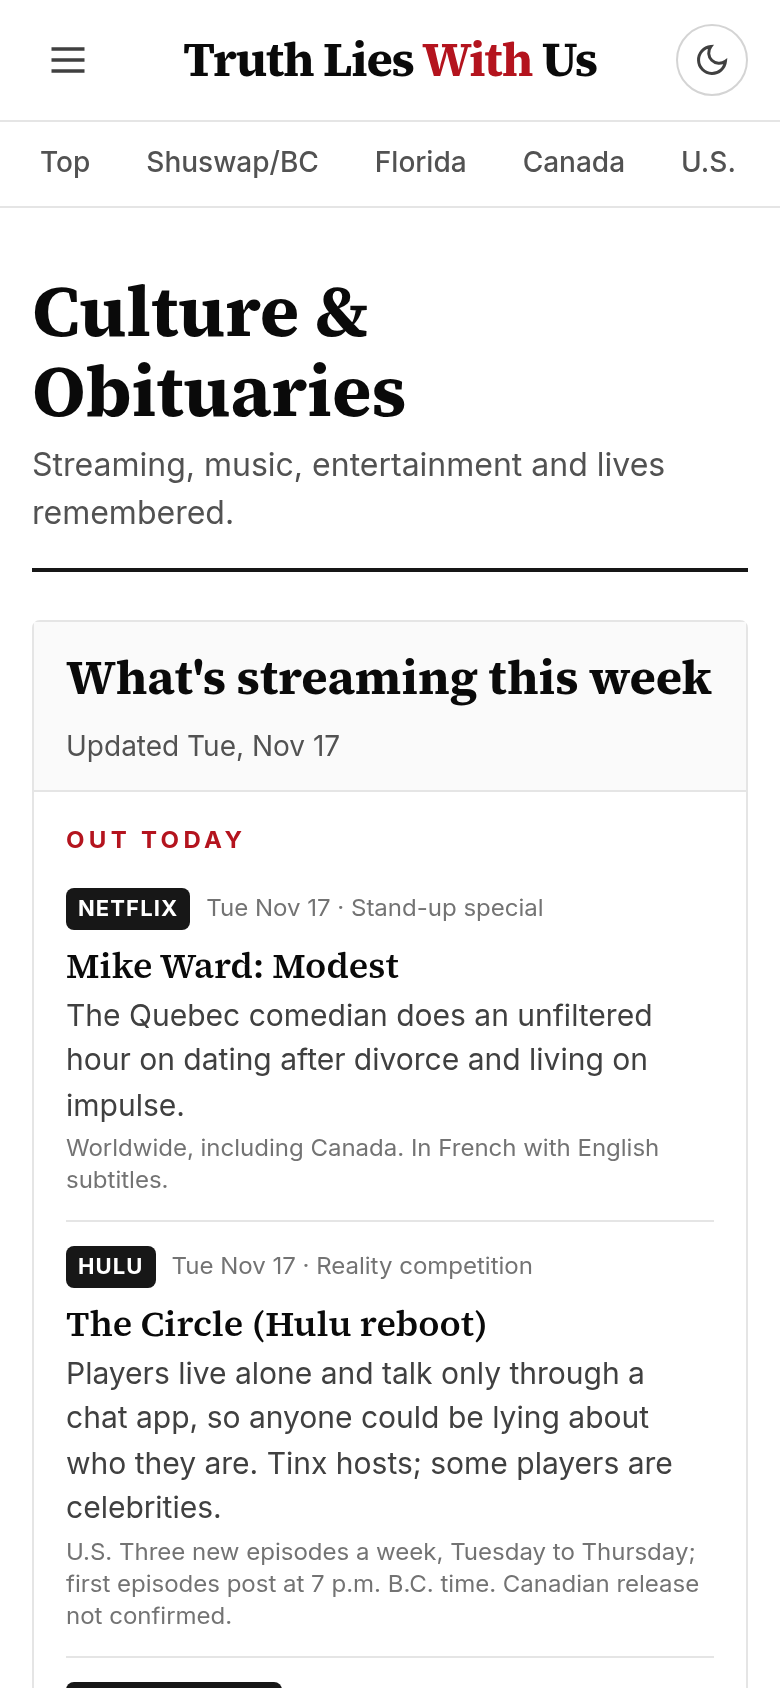 Truth Lies With Us
Top Shuswap/BC Florida Canada U.S.
Culture &
Obituaries
Streaming, music, entertainment and lives
remembered.
What's streaming this week
Updated Tue, Nov 17
OUT TODAY
NETFLIX Tue Nov 17 · Stand-up special
Mike Ward: Modest
The Quebec comedian does an unfiltered
hour on dating after divorce and living on
impulse.
Worldwide, including Canada. In French with English
subtitles.
HULU Tue Nov 17 · Reality competition
The Circle (Hulu reboot)
Players live alone and talk only through a
chat app, so anyone could be lying about
who they are. Tinx hosts; some players are
celebrities.
U.S. Three new episodes a week, Tuesday to Thursday;
first episodes post at 7 p.m. B.C. time. Canadian release
not confirmed.